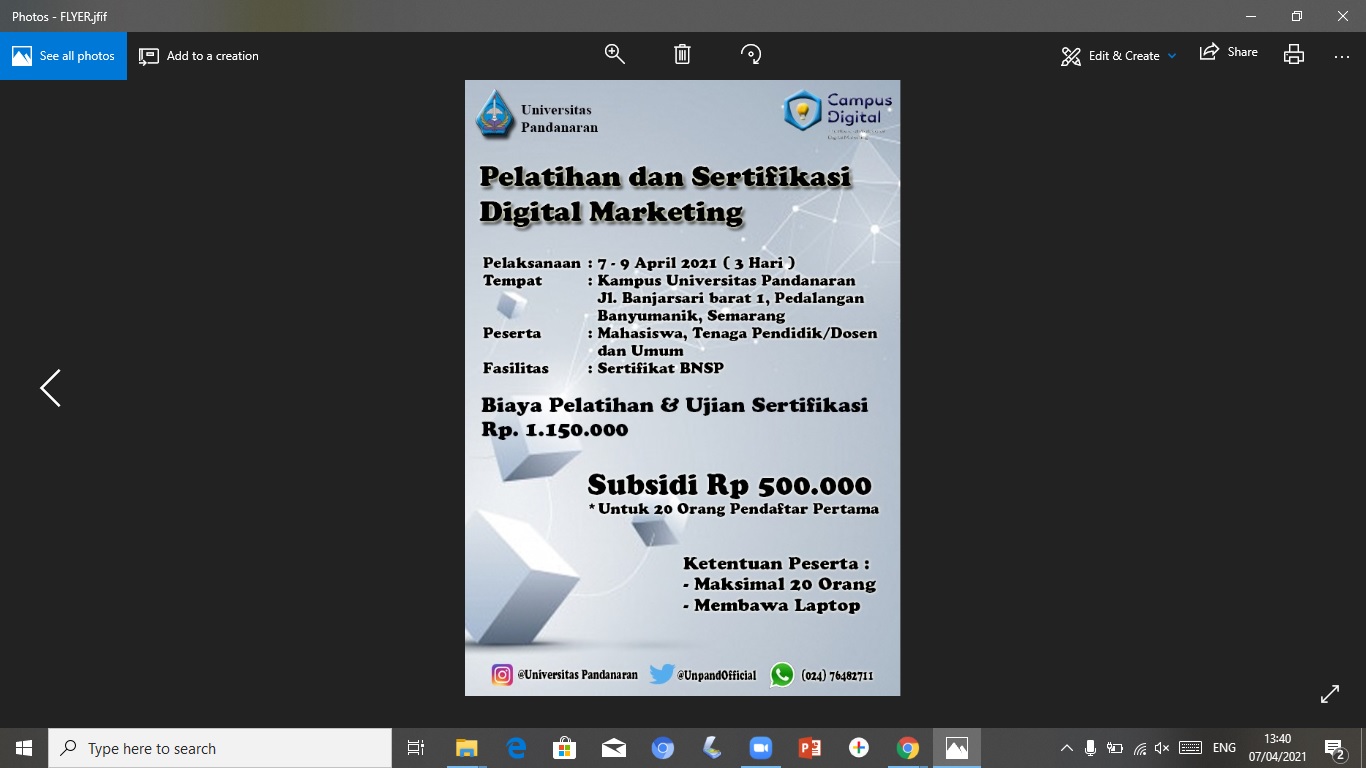 Photos - FLYER.jfif
See all photos
Add to a creation
Edit & Create
Share
Universitas
Pandanaran
Campus
Digital
Pelatihan dan Sertifikasi
Digital Marketing
Pelaksanaan : 7 - 9 April 2021 ( 3 Hari )
Tempat : Kampus Universitas Pandanaran
Jl. Banjarsari barat 1, Pedalangan
Banyumanik, Semarang
Peserta : Mahasiswa, Tenaga Pendidik/Dosen
dan Umum
Fasilitas : Sertifikat BNSP
Biaya Pelatihan & Ujian Sertifikasi
Rp. 1.150.000
Subsidi Rp 500.000
*Untuk 20 Orang Pendaftar Pertama
Ketentuan Peserta :
- Maksimal 20 Orang
- Membawa Laptop
@Universitas Pandanaran @UnpandOfficial (024) 76482711
Type here to search
ENG
13:40
07/04/2021
2